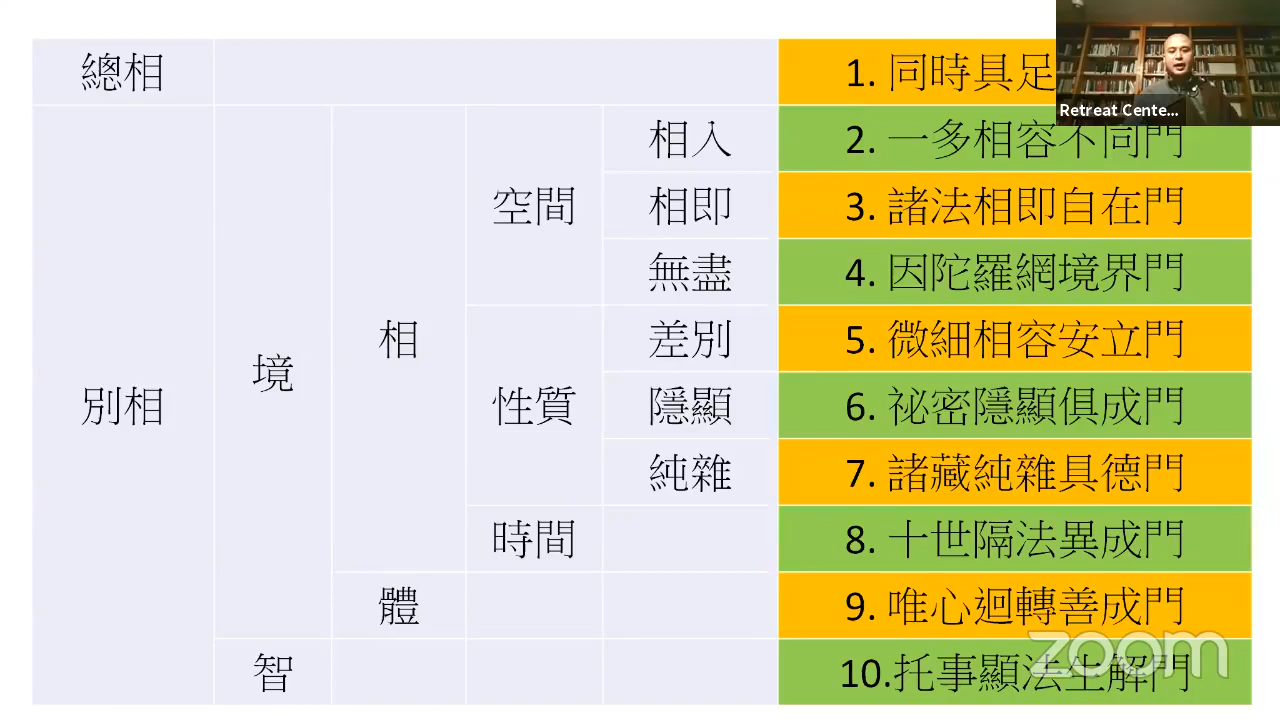 總相
1. 同時具足
Retreat Cente...
相入
2. 一多相容不同門
空間
相即
3. 諸法相即自在門
無盡
4. 因陀羅網境界門
相
差別
5. 微細相容安立門
境
別相
性質
隱顯
6. 祕密隱顯俱成門
純雜
7. 諸藏純雜具德門
時間
8. 十世隔法異成門
體
9. 唯心迴轉善成門
智
10.托事顯法生解門
zoom